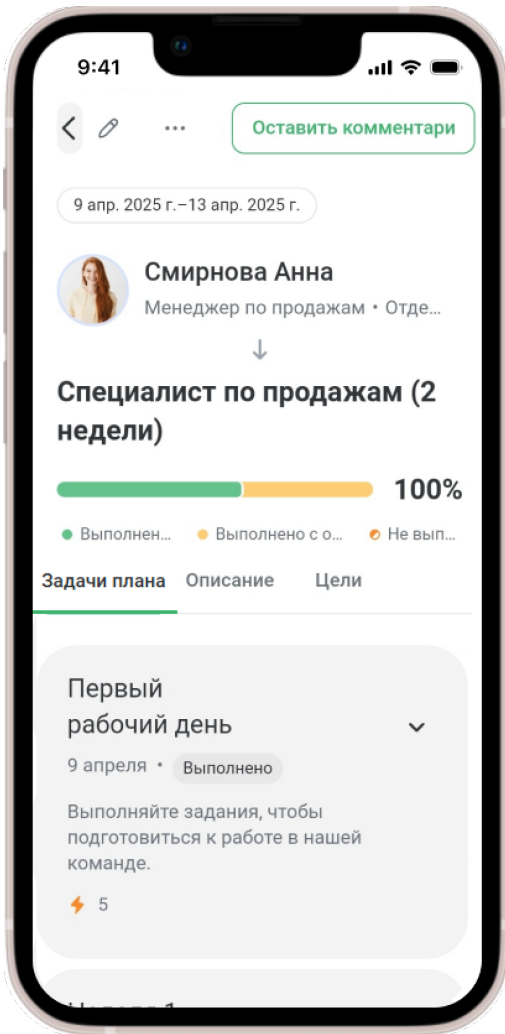 9:41
Оставить комментари
9 апр. 2025 г.–13 апр. 2025 г.
Смирнова Анна
Менеджер по продажам • Отде...
Специалист по продажам (2
недели)
100%
Выполнен... Выполнено с о... Не вып...
Задачи плана Описание Цели
Первый
рабочий день
9 апреля • Выполнено
Выполняйте задания, чтобы
подготовиться к работе в нашей
команде.
5